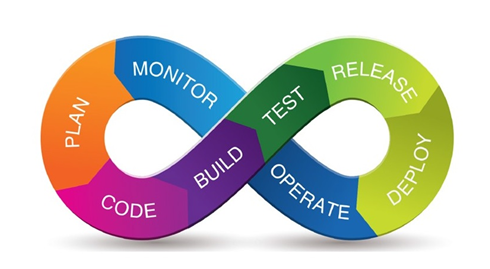 PLAN
CODE
BUILD
TEST
RELEASE
DEPLOY
OPERATE
MONITOR